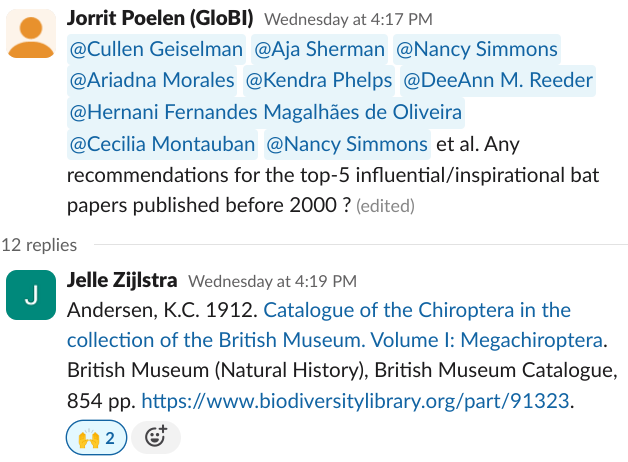 Jorrit Poelen (GloBI) Wednesday at 4:17 PM
@Cullen Geiselman @Aja Sherman @Nancy Simmons
@Ariadna Morales @Kendra Phelps @DeeAnn M. Reeder
@Hernani Fernandes Magalhães de Oliveira
@Cecilia Montauban @Nancy Simmons et al. Any
recommendations for the top-5 influential/inspirational bat
papers published before 2000 ? (edited)
12 replies
J
Jelle Zijlstra Wednesday at 4:19 PM
Andersen, K.C. 1912. Catalogue of the Chiroptera in the
collection of the British Museum. Volume I: Megachiroptera.
British Museum (Natural History), British Museum Catalogue,
854 pp. https://www.biodiversitylibrary.org/part/91323.
🙌 2